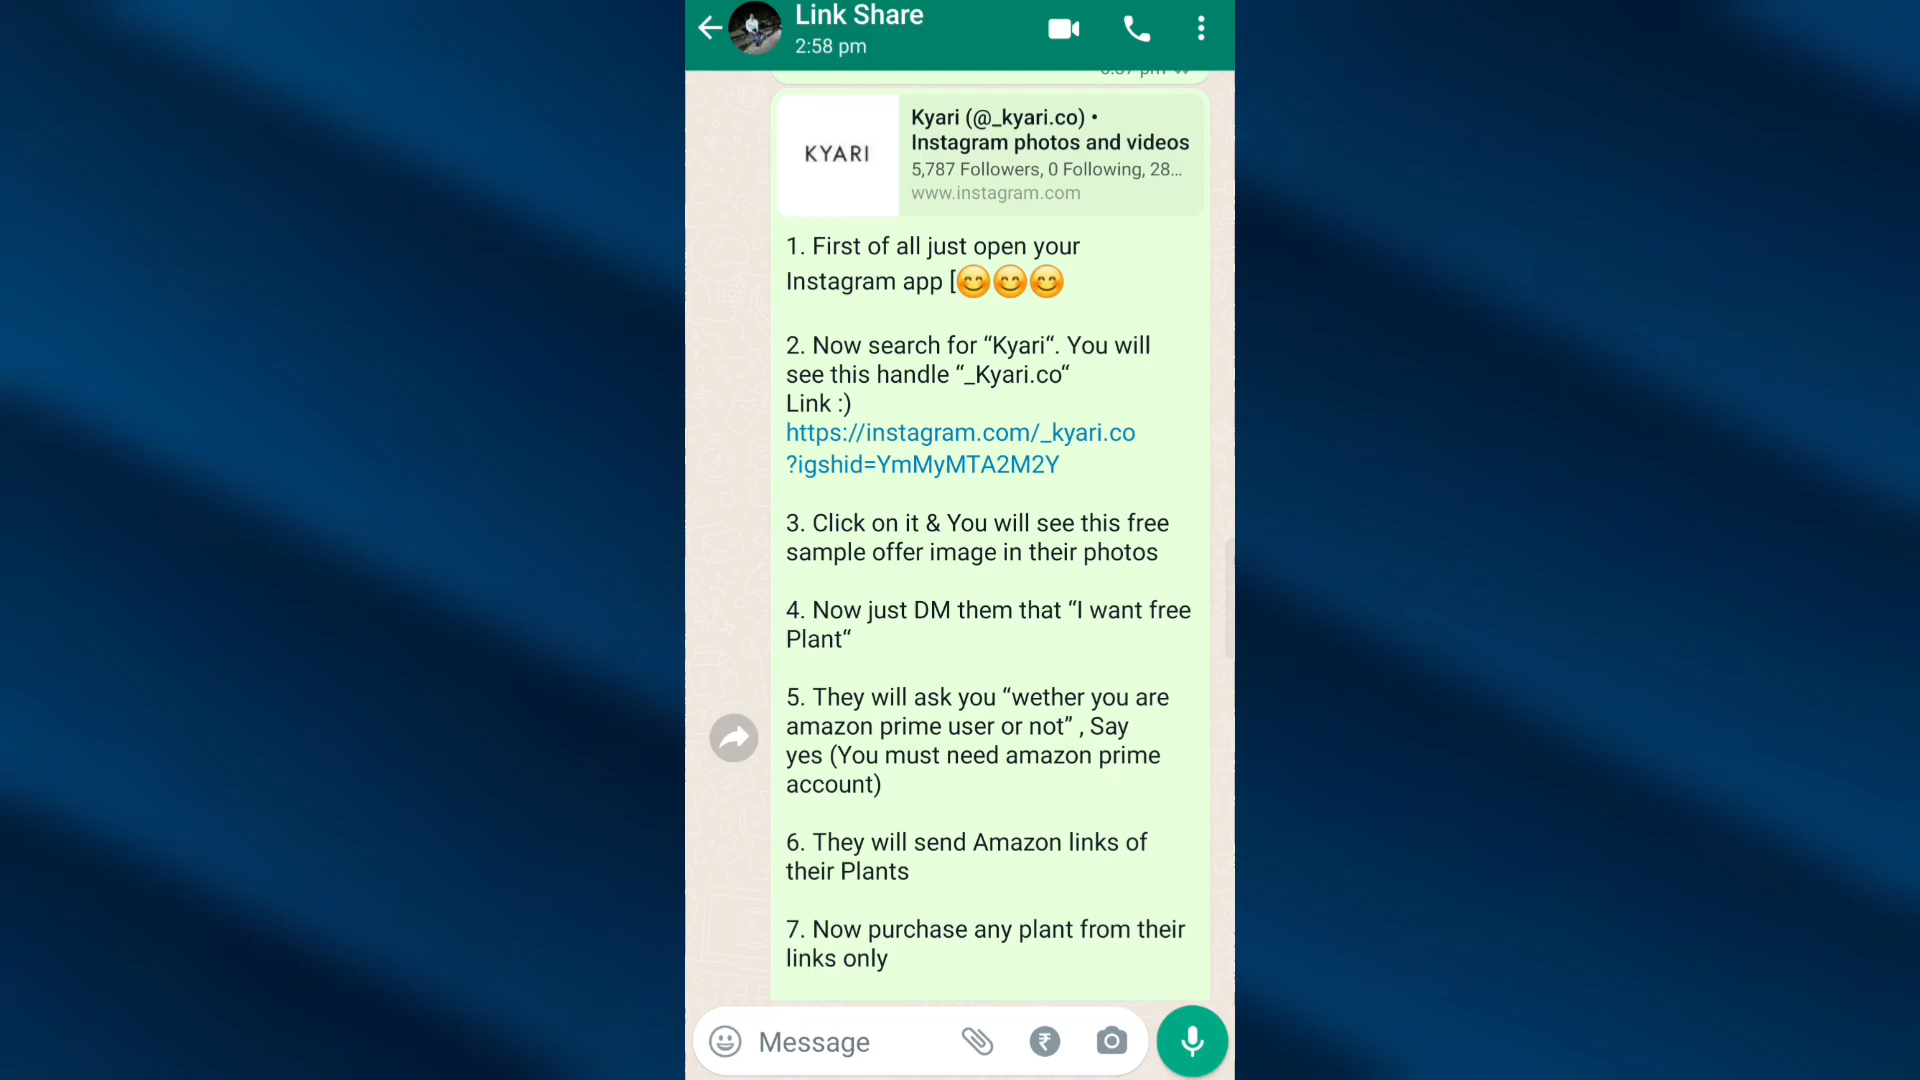 Link Share
2:58 pm
Kyari (@_kyari.co) •
Instagram photos and videos
KYARI
5,787 Followers, 0 Following, 28...
www.instagram.com
1. First of all just open your
Instagram app [😊😊😊
2. Now search for “Kyari“. You will
see this handle “_Kyari.co“
Link :)
https://instagram.com/_kyari.co
?igshid=YmMyMTA2M2Y
3. Click on it & You will see this free
sample offer image in their photos
4. Now just DM them that “I want free
Plant“
5. They will ask you “wether you are
amazon prime user or not” , Say
yes (You must need amazon prime
account)
6. They will send Amazon links of
their Plants
7. Now purchase any plant from their
links only
Message